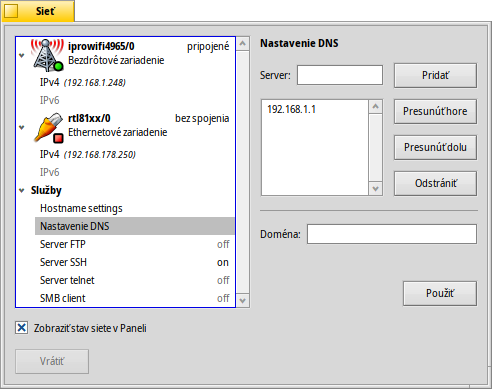 Sieť
iprowifi4965/0 pripojené
Bezdrôtové zariadenie
IPv4 (192.168.1.248)
IPv6
rtl81xx/0 bez spojenia
Ethernetové zariadenie
IPv4 (192.168.178.250)
IPv6
Služby
Hostname settings
Nastavenie DNS
Server FTP off
Server SSH on
Server telnet off
SMB client off
Zobraziť stav siete v Paneli
Vrátiť
Nastavenie DNS
Server:
Pridať
192.168.1.1
Presunúť hore
Presunúť dolu
Odstrániť
Doména:
Použiť